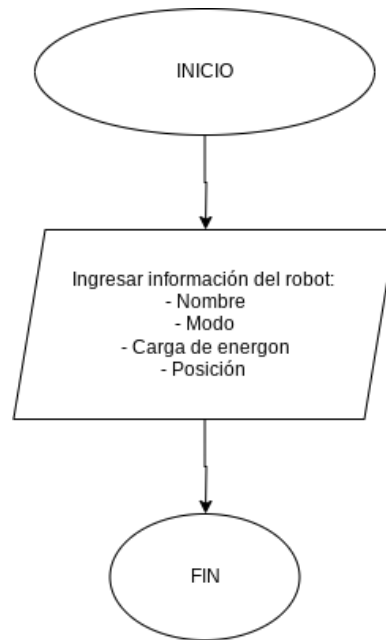 INICIO
Ingresar información del robot:
- Nombre
- Modo
- Carga de energon
- Posición
FIN